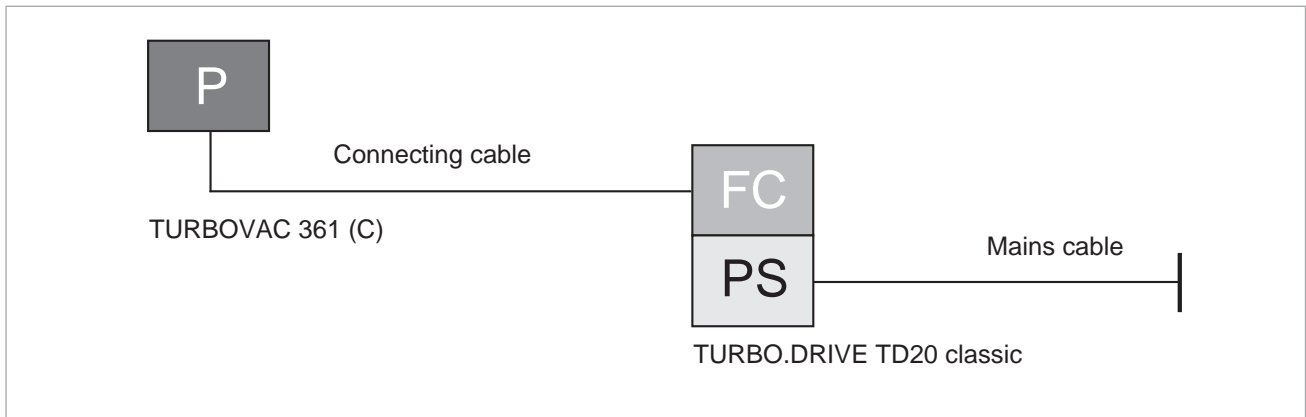 P
Connecting cable
FC
TURBOVAC 361 (C)
Mains cable
PS
TURBO.DRIVE TD20 classic